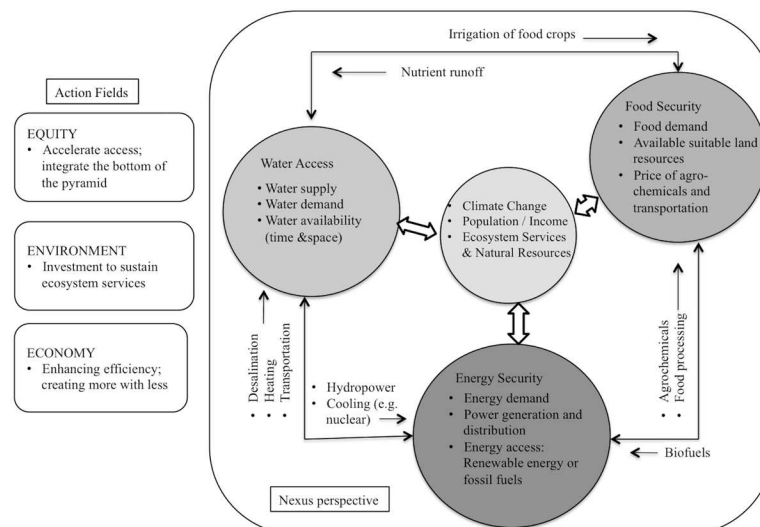 Action Fields
EQUITY
• Accelerate access;
integrate the bottom of
the pyramid
ENVIRONMENT
• Investment to sustain
ecosystem services
ECONOMY
• Enhancing efficiency;
creating more with less
Irrigation of food crops
Nutrient runoff
Water Access
• Water supply
• Water demand
• Water availability
(time &space)
• Climate Change
• Population / Income
• Ecosystem Services
& Natural Resources
Food Security
• Food demand
• Available suitable land
resources
• Price of agro-
chemicals and
transportation
• Desalination
• Heating
• Transportation
• Hydropower
• Cooling (e.g.
nuclear)
Energy Security
• Energy demand
• Power generation and
distribution
• Energy access:
Renewable energy or
fossil fuels
• Agrochemicals
• Food processing
• Biofuels
Nexus perspective